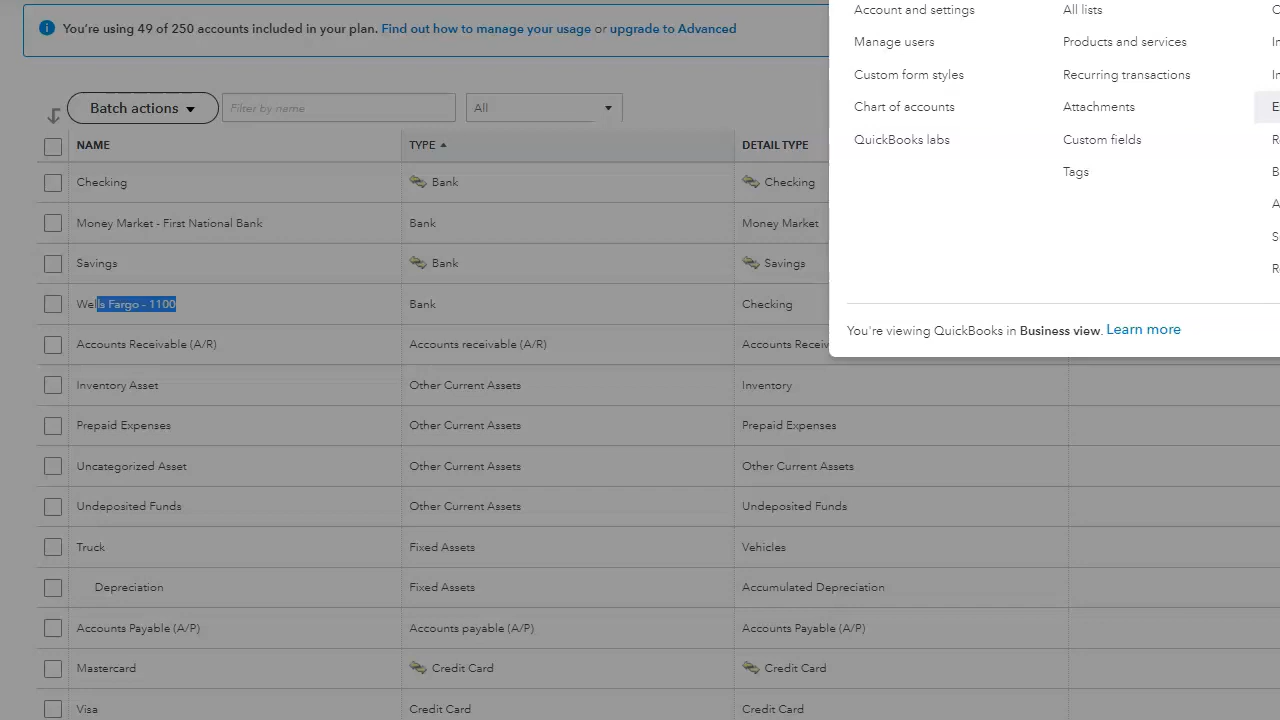 You're using 49 of 250 accounts included in your plan. Find out how to manage your usage or upgrade to Advanced
Batch actions
Filter by name
All
NAME TYPE DETAIL TYPE
Checking Bank Checking
Money Market - First National Bank Bank Money Market
Savings Bank Savings
Wells Fargo - 1100 Bank Checking
Accounts Receivable (A/R) Accounts receivable (A/R) Accounts Receiv
Inventory Asset Other Current Assets Inventory
Prepaid Expenses Other Current Assets Prepaid Expenses
Uncategorized Asset Other Current Assets Other Current Assets
Undeposited Funds Other Current Assets Undeposited Funds
Truck Fixed Assets Vehicles
Depreciation Fixed Assets Accumulated Depreciation
Accounts Payable (A/P) Accounts payable (A/P) Accounts Payable (A/P)
Mastercard Credit Card Credit Card
Visa Credit Card Credit Card
Account and settings
Manage users
Custom form styles
Chart of accounts
QuickBooks labs
All lists
Products and services
Recurring transactions
Attachments
Custom fields
Tags
You're viewing QuickBooks in Business view. Learn more